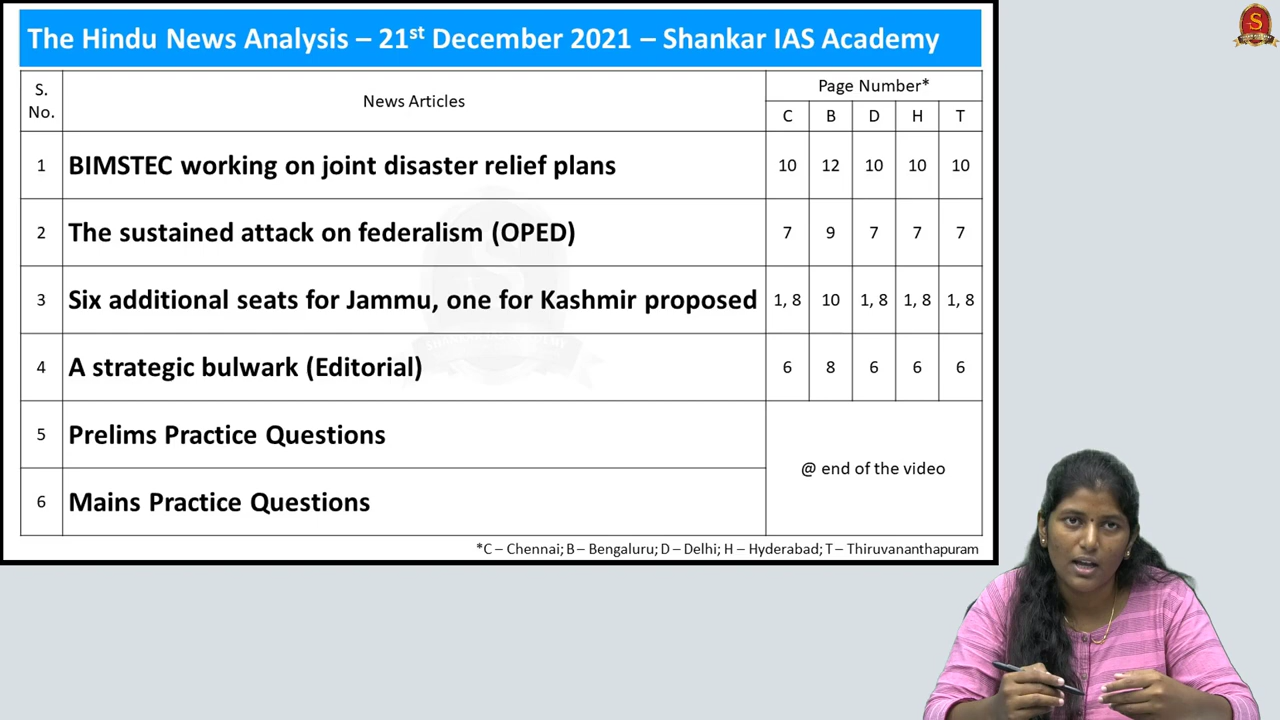 The Hindu News Analysis – 21st December 2021 – Shankar IAS Academy
S. No.
News Articles
Page Number*
C B D H T
1 BIMSTEC working on joint disaster relief plans 10 12 10 10 10
2 The sustained attack on federalism (OPED) 7 9 7 7 7
3 Six additional seats for Jammu, one for Kashmir proposed 1, 8 10 1, 8 1, 8 1, 8
4 A strategic bulwark (Editorial) 6 8 6 6 6
5 Prelims Practice Questions
@ end of the video
6 Mains Practice Questions
*C – Chennai; B – Bengaluru; D – Delhi; H – Hyderabad; T – Thiruvananthapuram
S